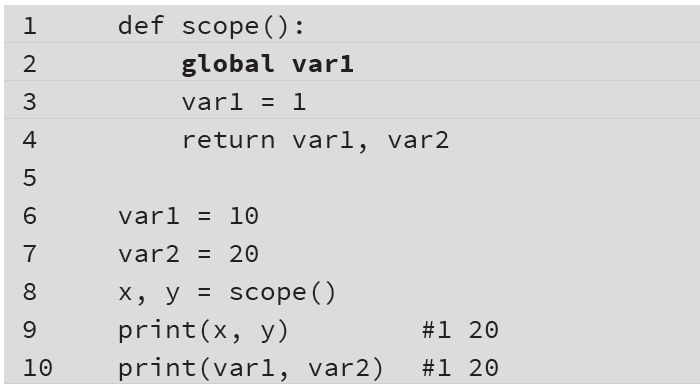 1 def scope():
2 global var1
3 var1 = 1
4 return var1, var2
5
6 var1 = 10
7 var2 = 20
8 x, y = scope()
9 print(x, y) #1 20
10 print(var1, var2) #1 20